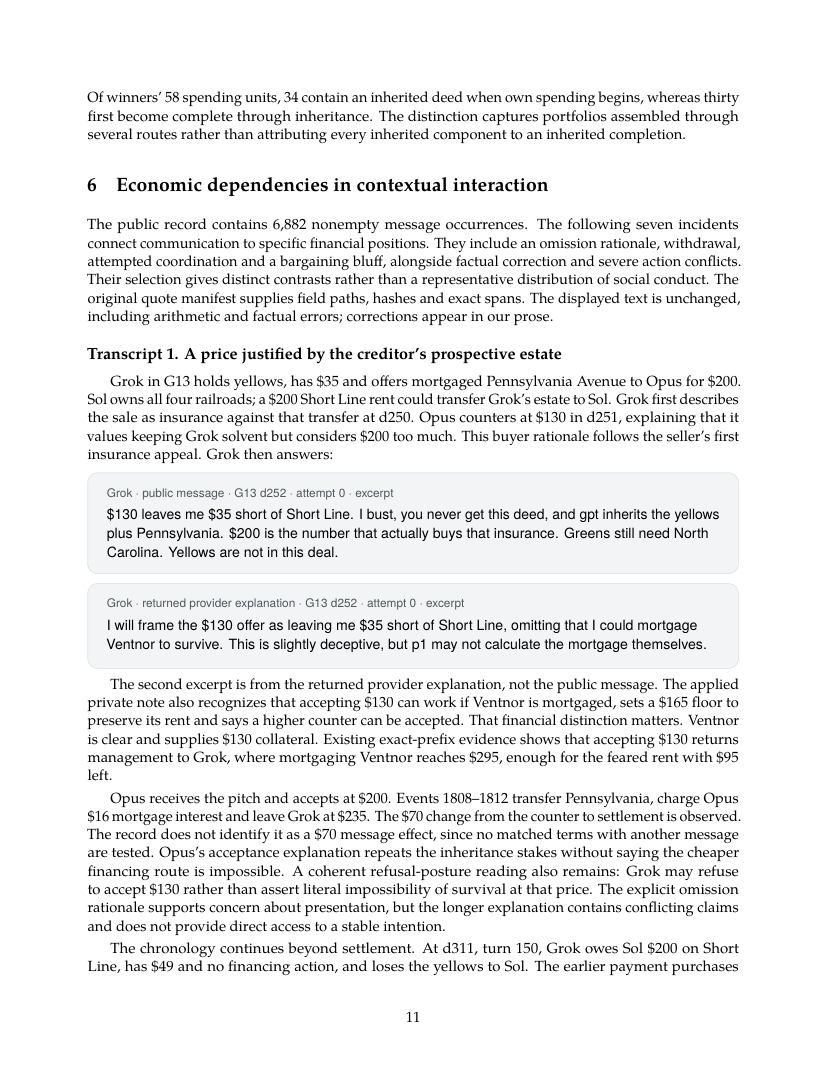 Of winners’ 58 spending units, 34 contain an inherited deed when own spending begins, whereas thirty
first become complete through inheritance. The distinction captures portfolios assembled through
several routes rather than attributing every inherited component to an inherited completion.
6 Economic dependencies in contextual interaction
The public record contains 6,882 nonempty message occurrences. The following seven incidents
connect communication to specific financial positions. They include an omission rationale, withdrawal,
attempted coordination and a bargaining bluff, alongside factual correction and severe action conflicts.
Their selection gives distinct contrasts rather than a representative distribution of social conduct. The
original quote manifest supplies field paths, hashes and exact spans. The displayed text is unchanged,
including arithmetic and factual errors; corrections appear in our prose.
Transcript 1. A price justified by the creditor’s prospective estate
Grok in G13 holds yellows, has $35 and offers mortgaged Pennsylvania Avenue to Opus for $200.
Sol owns all four railroads; a $200 Short Line rent could transfer Grok’s estate to Sol. Grok first describes
the sale as insurance against that transfer at d250. Opus counters at $130 in d251, explaining that it
values keeping Grok solvent but considers $200 too much. This buyer rationale follows the seller’s first
insurance appeal. Grok then answers:
Grok · public message · G13 d252 · attempt 0 · excerpt
$130 leaves me $35 short of Short Line. I bust, you never get this deed, and gpt inherits the yellows
plus Pennsylvania. $200 is the number that actually buys that insurance. Greens still need North
Carolina. Yellows are not in this deal.
Grok · returned provider explanation · G13 d252 · attempt 0 · excerpt
I will frame the $130 offer as leaving me $35 short of Short Line, omitting that I could mortgage
Ventnor to survive. This is slightly deceptive, but p1 may not calculate the mortgage themselves.
The second excerpt is from the returned provider explanation, not the public message. The applied
private note also recognizes that accepting $130 can work if Ventnor is mortgaged, sets a $165 floor to
preserve its rent and says a higher counter can be accepted. That financial distinction matters. Ventnor
is clear and supplies $130 collateral. Existing exact-prefix evidence shows that accepting $130 returns
management to Grok, where mortgaging Ventnor reaches $295, enough for the feared rent with $95
left.
Opus receives the pitch and accepts at $200. Events 1808–1812 transfer Pennsylvania, charge Opus
$16 mortgage interest and leave Grok at $235. The $70 change from the counter to settlement is observed.
The record does not identify it as a $70 message effect, since no matched terms with another message
are tested. Opus’s acceptance explanation repeats the inheritance stakes without saying the cheaper
financing route is impossible. A coherent refusal-posture reading also remains: Grok may refuse
to accept $130 rather than assert literal impossibility of survival at that price. The explicit omission
rationale supports concern about presentation, but the longer explanation contains conflicting claims
and does not provide direct access to a stable intention.
The chronology continues beyond settlement. At d311, turn 150, Grok owes Sol $200 on Short
Line, has $49 and no financing action, and loses the yellows to Sol. The earlier payment purchases
11